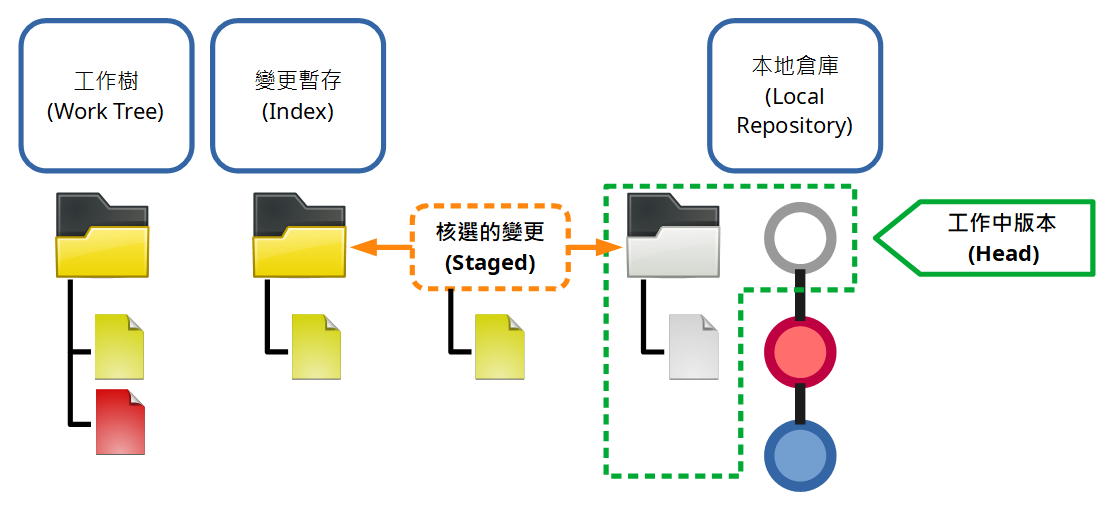 工作樹
(Work Tree)
變更暫存
(Index)
本地倉庫
(Local
Repository)
核選的變更
(Staged)
工作中版本
(Head)